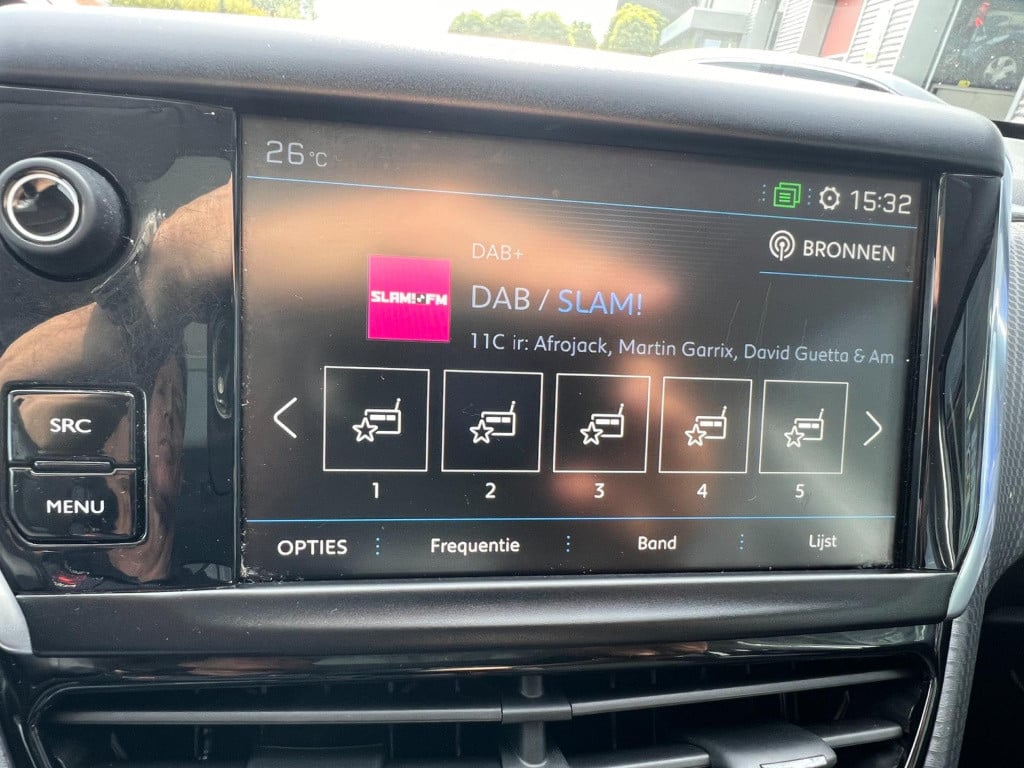 26°C
15:32
BRONNEN
DAB+
SLAM!FM
DAB / SLAM!
11C ir: Afrojack, Martin Garrix, David Guetta & Am
SRC
MENU
1 2 3 4 5
OPTIES Frequentie Band Lijst